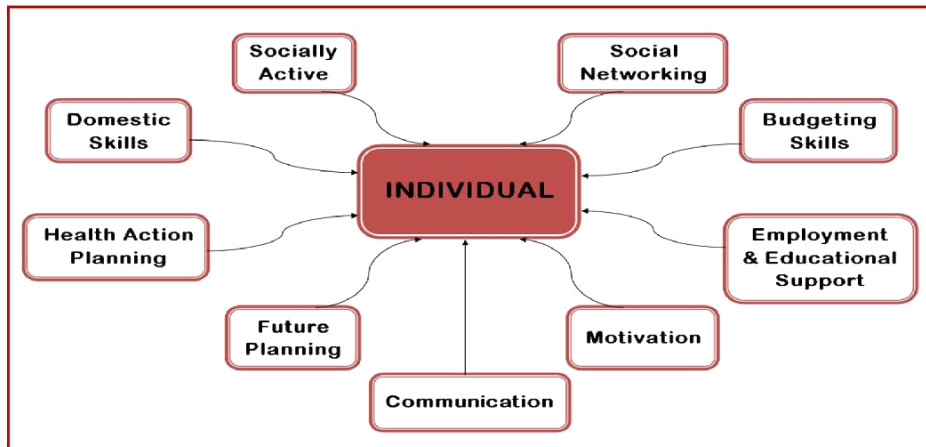 Socially
Active
Social
Networking
Domestic
Skills
Budgeting
Skills
INDIVIDUAL
Health Action
Planning
Employment
& Educational
Support
Future
Planning
Motivation
Communication